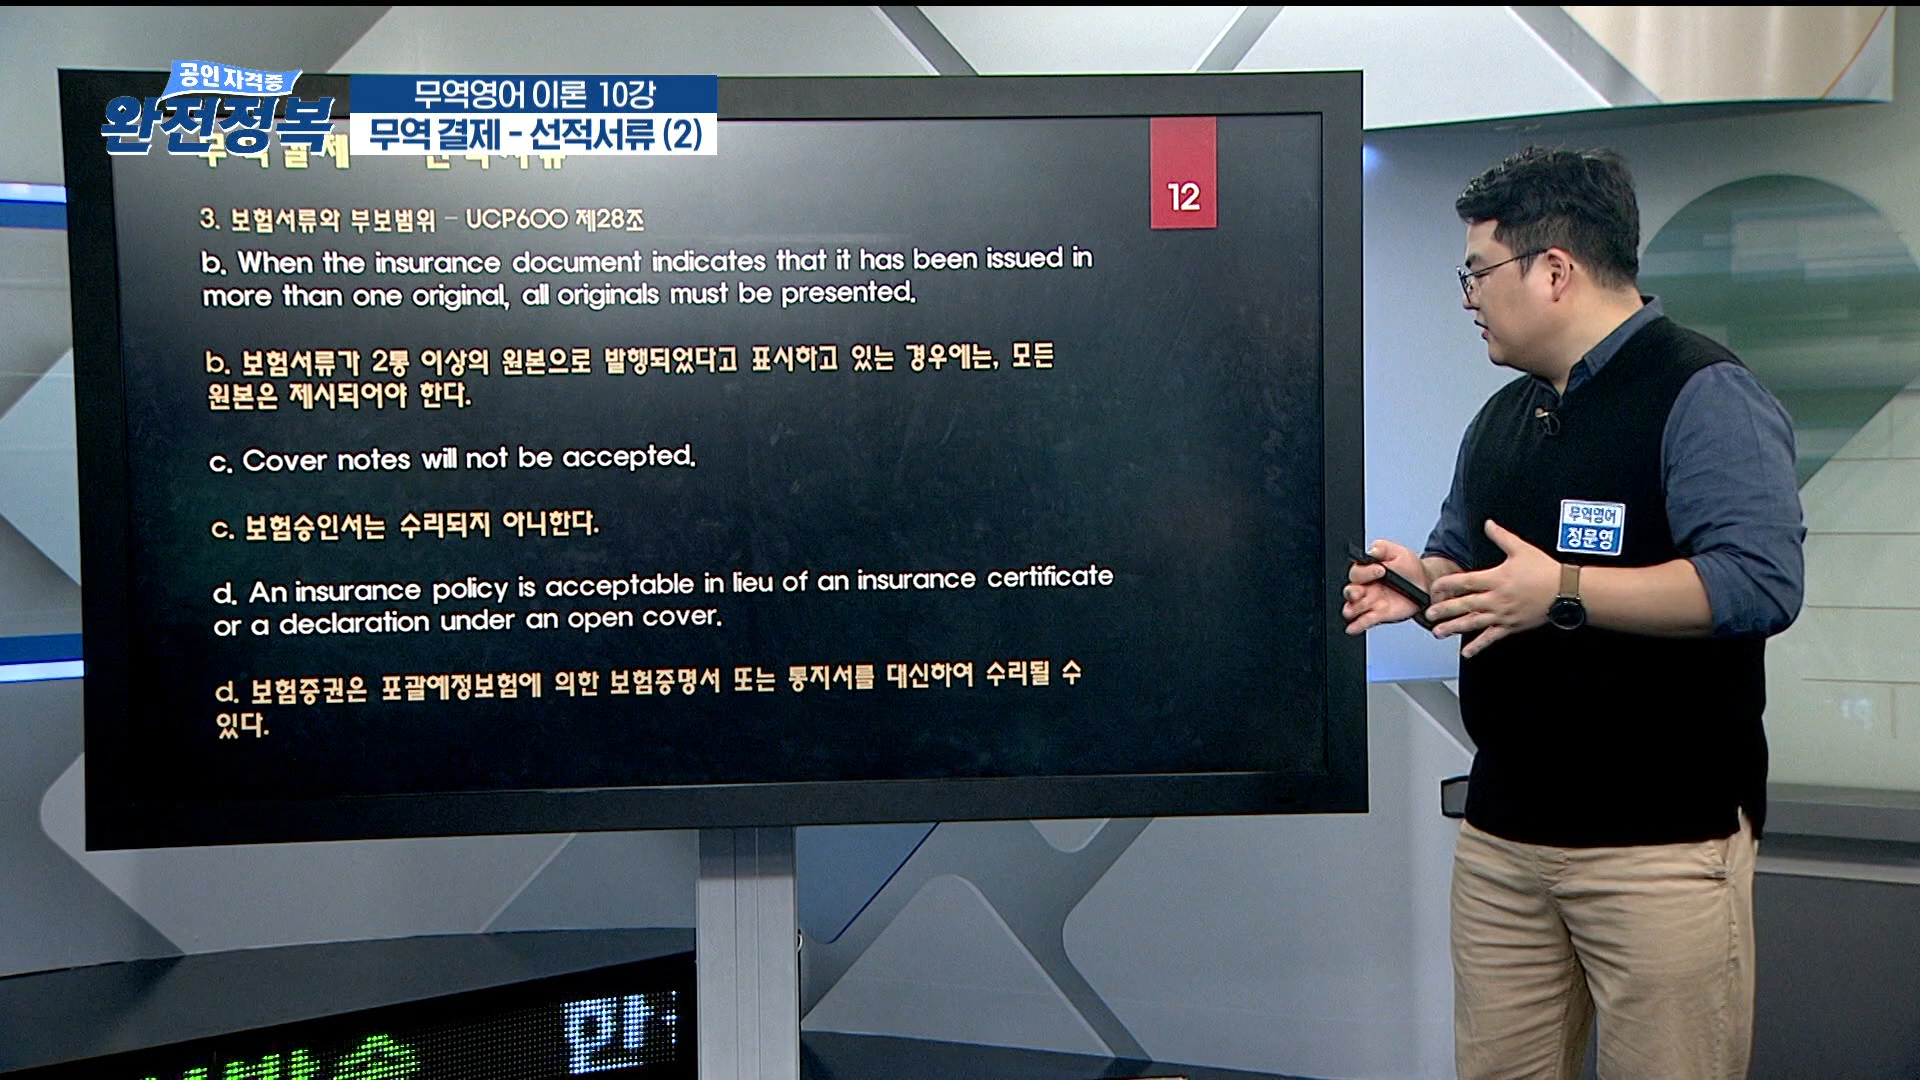 공인 자격증
완전정복
무역영어 이론 10강
무역 결제 - 선적서류 (2)
12
3. 보험서류와 부보범위 - UCP600 제28조
b. When the insurance document indicates that it has been issued in
more than one original, all originals must be presented.
b. 보험서류가 2통 이상의 원본으로 발행되었다고 표시하고 있는 경우에는, 모든
원본은 제시되어야 한다.
c. Cover notes will not be accepted.
c. 보험승인서는 수리되지 아니한다.
d. An insurance policy is acceptable in lieu of an insurance certificate
or a declaration under an open cover.
d. 보험증권은 포괄예정보험에 의한 보험증명서 또는 통지서를 대신하여 수리될 수
있다.
무역영어
정문영